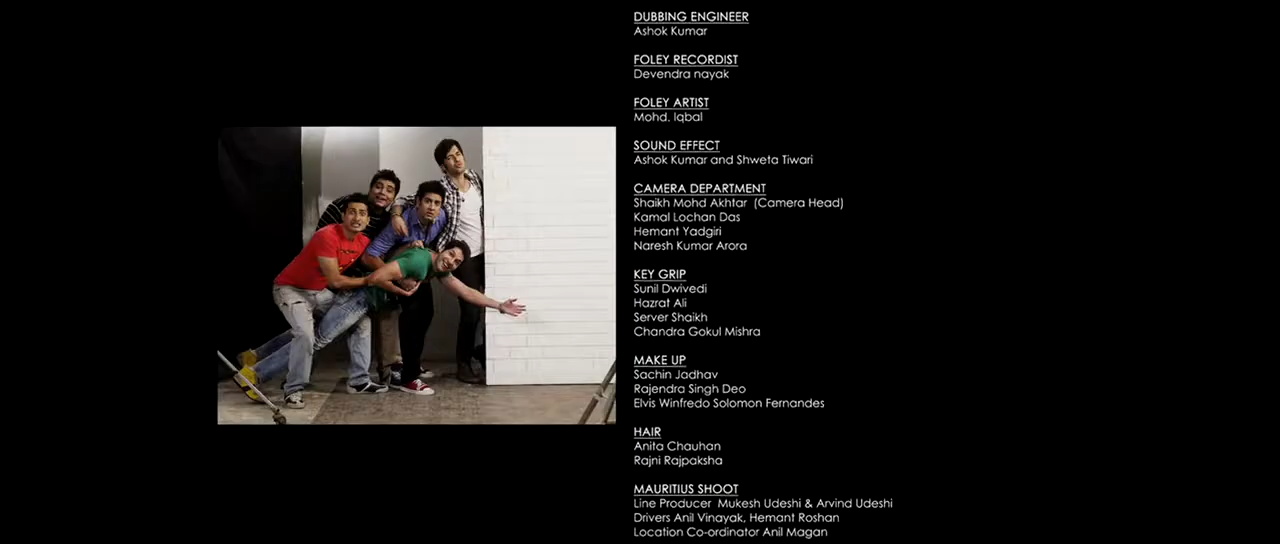 DUBBING ENGINEER
Ashok Kumar
FOLEY RECORDIST
Devendra nayak
FOLEY ARTIST
Mohd. Iqbal
SOUND EFFECT
Ashok Kumar and Shweta Tiwari
CAMERA DEPARTMENT
Shaikh Mohd Akhtar (Camera Head)
Kamal Lochan Das
Hemant Yadgiri
Naresh Kumar Arora
KEY GRIP
Sunil Dwivedi
Hazrat Ali
Server Shaikh
Chandra Gokul Mishra
MAKE UP
Sachin Jadhav
Rajendra Singh Deo
Elvis Winfredo Solomon Fernandes
HAIR
Anita Chauhan
Rajni Rajpaksha
MAURITIUS SHOOT
Line Producer Mukesh Udeshi & Arvind Udeshi
Drivers Anil Vinayak, Hemant Roshan
Location Co-ordinator Anil Magan